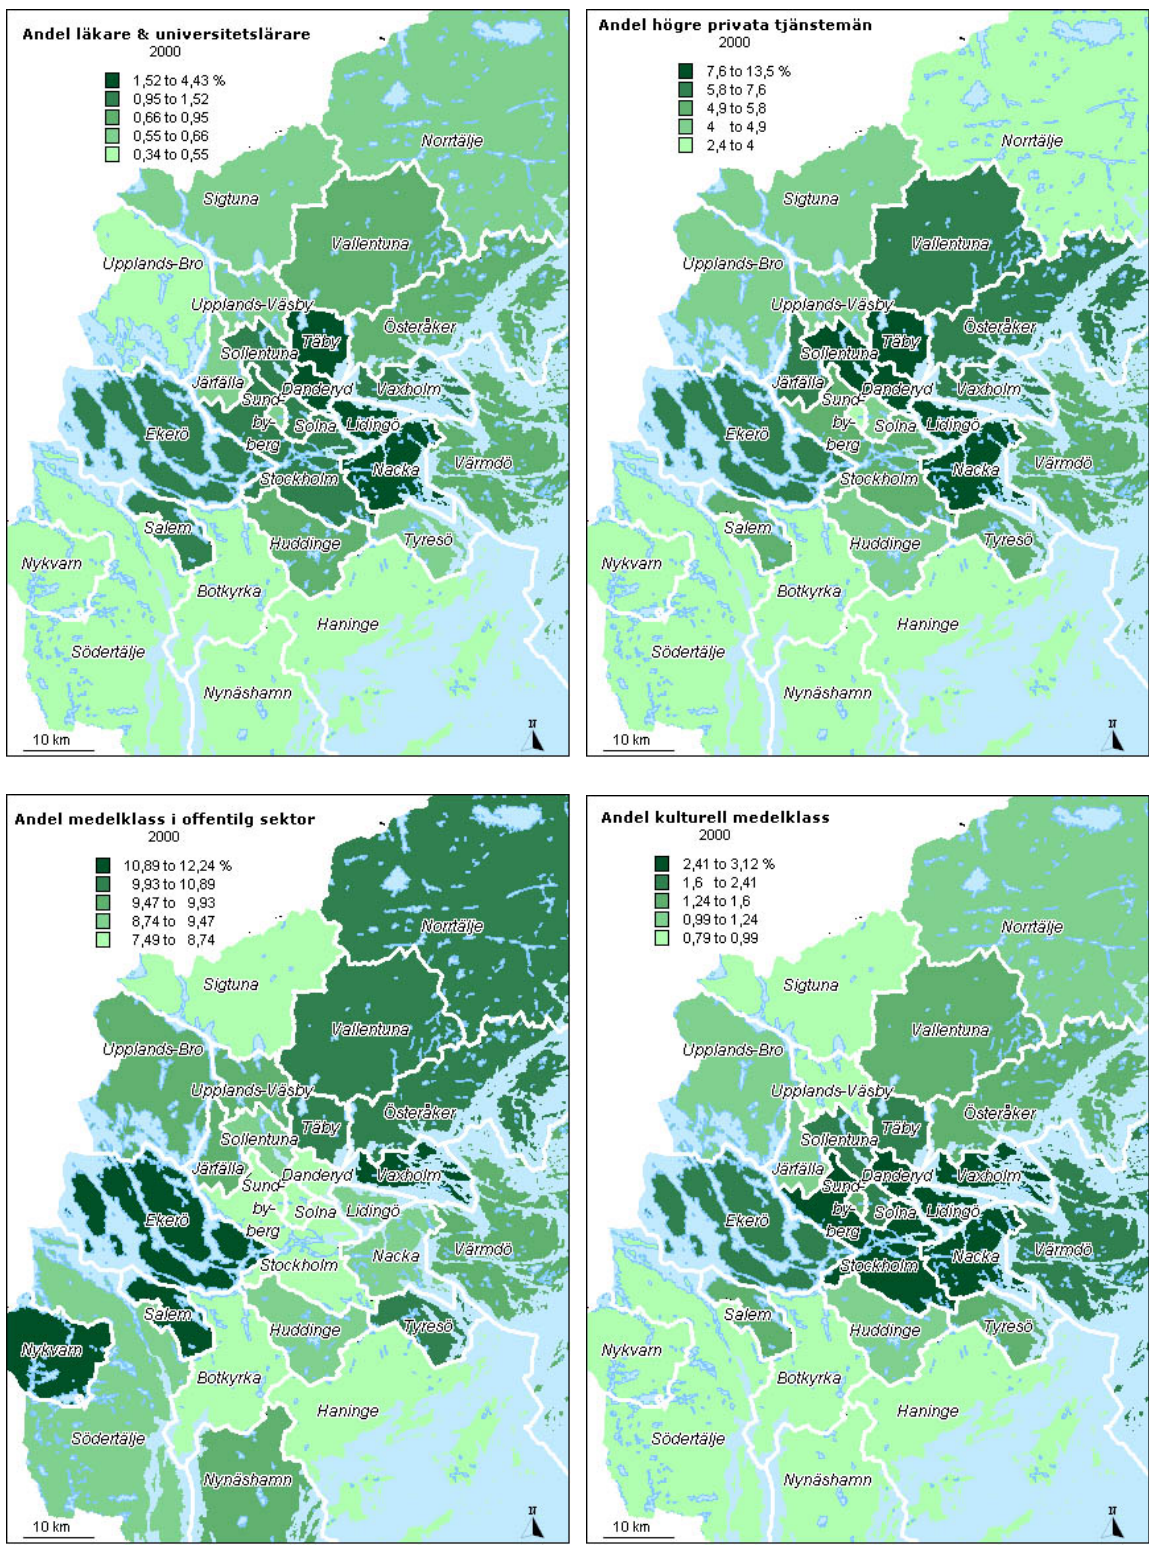 Andel läkare & universitetslärare
2000
1,52 to 4,43 %
0,95 to 1,52
0,66 to 0,95
0,55 to 0,66
0,34 to 0,55
Norrtälje
Sigtuna
Vallentuna
Upplands-Bro
Upplands-Väsby
Österåker
Täby
Sollentuna
Järfälla
Danderyd
Vaxholm
Sund-
by-
berg
Solna
Lidingö
Ekerö
Värmdö
Nacka
Stockholm
Salem
Huddinge
Tyresö
Nykvarn
Botkyrka
Haninge
Södertälje
Nynäshamn
10 km
N
Andel högre privata tjänstemän
2000
7,6 to 13,5 %
5,8 to 7,6
4,9 to 5,8
4 to 4,9
2,4 to 4
Norrtälje
Sigtuna
Vallentuna
Upplands-Bro
Upplands-Väsby
Österåker
Täby
Sollentuna
Järfälla
Danderyd
Vaxholm
Sund-
by-
berg
Solna
Lidingö
Ekerö
Värmdö
Nacka
Stockholm
Salem
Huddinge
Tyresö
Nykvarn
Botkyrka
Haninge
Södertälje
Nynäshamn
10 km
N
Andel medelklass i offentilg sektor
2000
10,89 to 12,24 %
9,93 to 10,89
9,47 to 9,93
8,74 to 9,47
7,49 to 8,74
Norrtälje
Sigtuna
Vallentuna
Upplands-Bro
Upplands-Väsby
Österåker
Täby
Sollentuna
Järfälla
Danderyd
Vaxholm
Sund-
by-
berg
Solna
Lidingö
Ekerö
Värmdö
Nacka
Stockholm
Salem
Huddinge
Tyresö
Nykvarn
Botkyrka
Haninge
Södertälje
Nynäshamn
10 km
N
Andel kulturell medelklass
2000
2,41 to 3,12 %
1,6 to 2,41
1,24 to 1,6
0,99 to 1,24
0,79 to 0,99
Norrtälje
Sigtuna
Vallentuna
Upplands-Bro
Upplands-Väsby
Österåker
Täby
Sollentuna
Järfälla
Danderyd
Vaxholm
Sund-
by-
berg
Solna
Lidingö
Ekerö
Värmdö
Nacka
Stockholm
Salem
Huddinge
Tyresö
Nykvarn
Botkyrka
Haninge
Södertälje
Nynäshamn
10 km
N